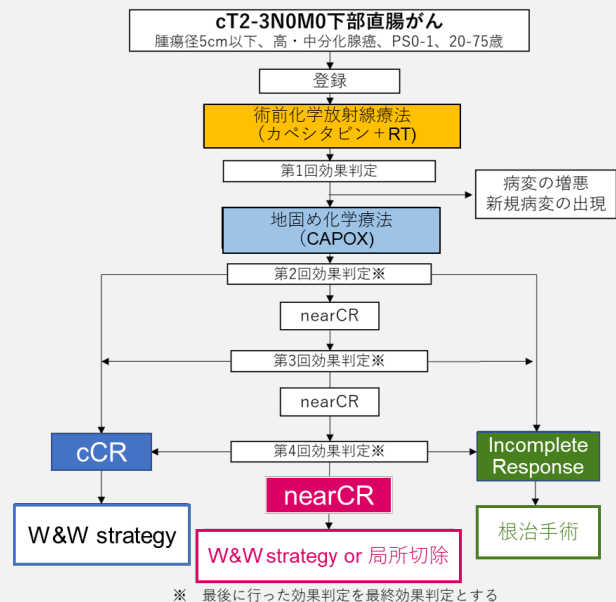 cT2-3N0M0下部直腸がん
腫瘍径5cm以下、高・中分化腺癌、PS0-1、20-75歳
登録
術前化学放射線療法
（カペシタビン＋RT)
第1回効果判定
病変の増悪
新規病変の出現
地固め化学療法
（CAPOX)
第2回効果判定※
nearCR
第3回効果判定※
nearCR
cCR
第4回効果判定※
Incomplete
Response
nearCR
W&W strategy
W&W strategy or 局所切除
根治手術
※ 最後に行った効果判定を最終効果判定とする